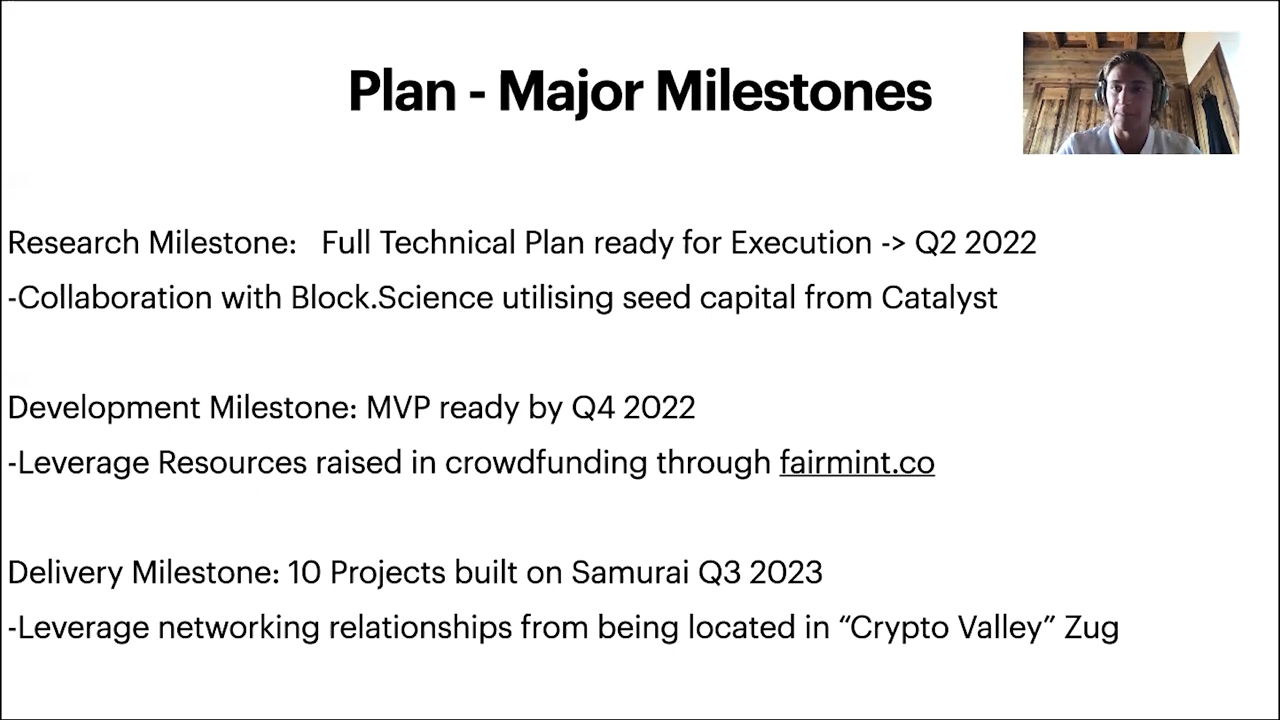 Plan - Major Milestones
Research Milestone: Full Technical Plan ready for Execution -> Q2 2022
-Collaboration with Block.Science utilising seed capital from Catalyst
Development Milestone: MVP ready by Q4 2022
-Leverage Resources raised in crowdfunding through fairmint.co
Delivery Milestone: 10 Projects built on Samurai Q3 2023
-Leverage networking relationships from being located in “Crypto Valley” Zug